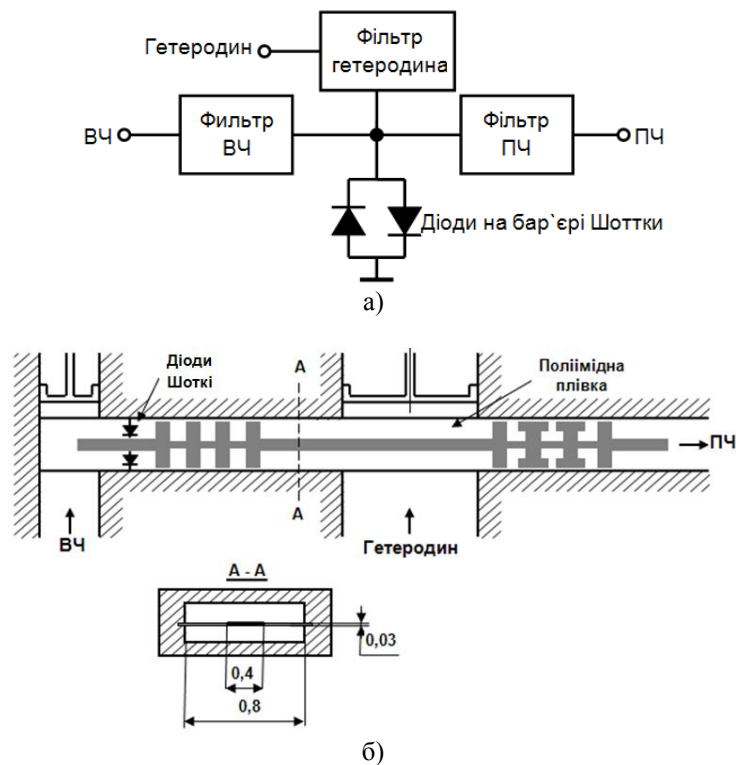 Гетеродин
Фільтр
гетеродина
ВЧ
Фильтр
ВЧ
Фільтр
ПЧ
ПЧ
Діоди на бар`єрі Шоттки
а)
Діоди
Шоткі
А
Поліімідна
плівка
ПЧ
А
ВЧ
Гетеродин
А - А
0,03
0,4
0,8
б)